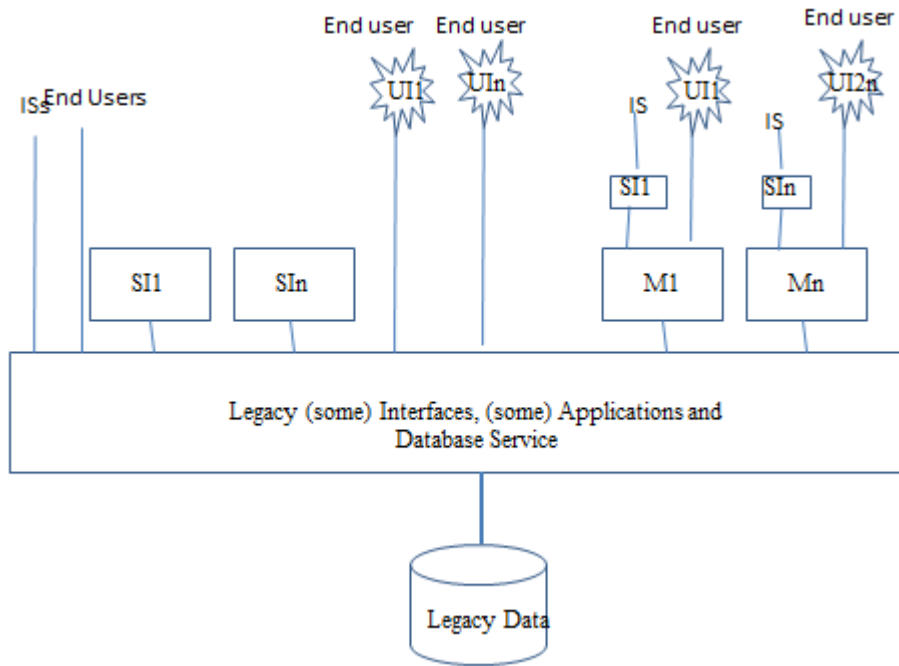 End user
End user
End user
End user
UI1
UIn
UI1
UI2n
ISs
End Users
IS
IS
SI1
SIn
SI1
SIn
M1
Mn
Legacy (some) Interfaces, (some) Applications and
Database Service
Legacy Data